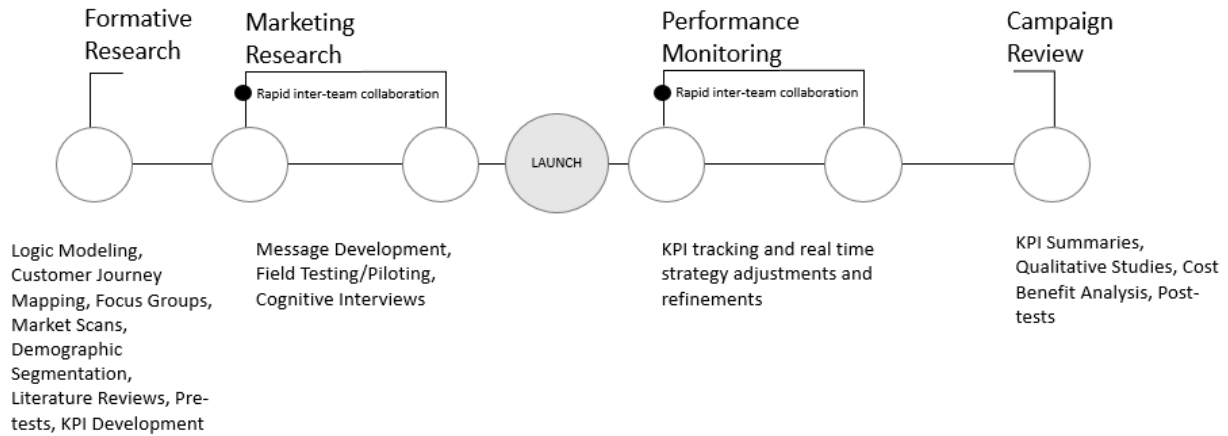 Formative
Research
Marketing
Research
Rapid inter-team collaboration
LAUNCH
Performance
Monitoring
Rapid inter-team collaboration
Campaign
Review
Logic Modeling,
Customer Journey
Mapping, Focus Groups,
Market Scans,
Demographic
Segmentation,
Literature Reviews, Pre-
tests, KPI Development
Message Development,
Field Testing/Piloting,
Cognitive Interviews
KPI tracking and real time
strategy adjustments and
refinements
KPI Summaries,
Qualitative Studies, Cost
Benefit Analysis, Post-
tests